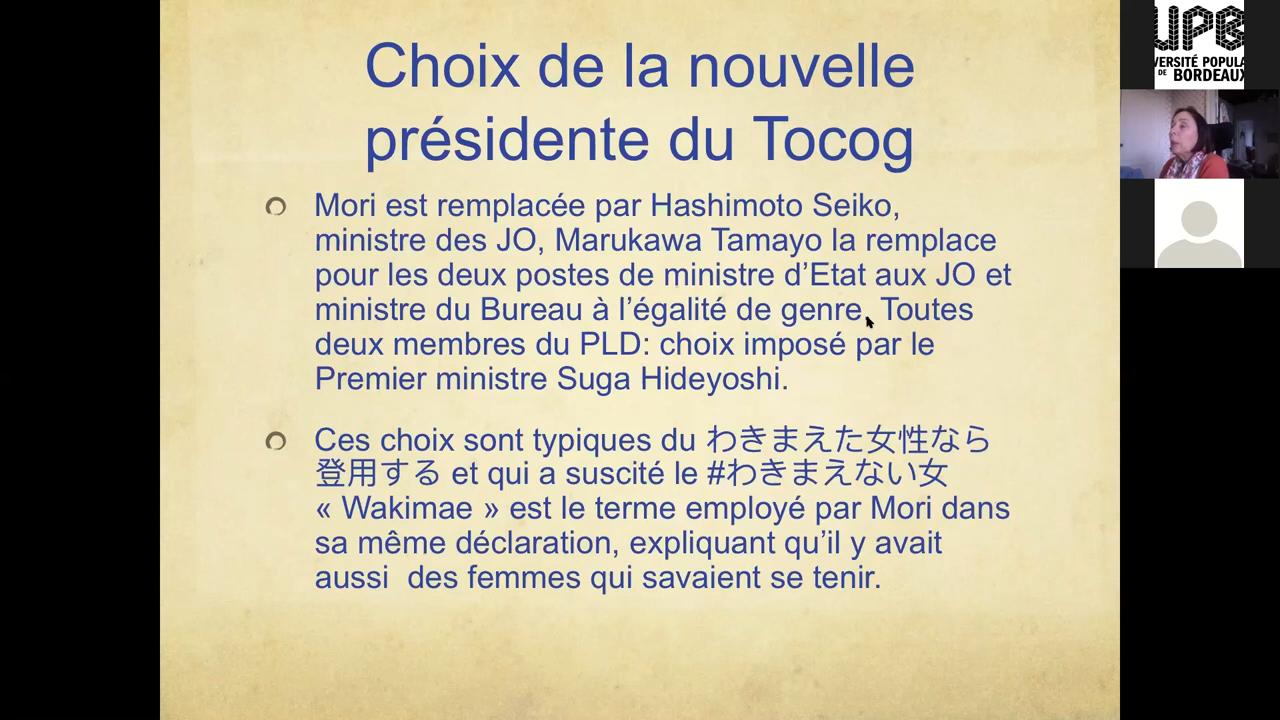 Choix de la nouvelle
présidente du Tocog
Mori est remplacée par Hashimoto Seiko,
ministre des JO, Marukawa Tamayo la remplace
pour les deux postes de ministre d’Etat aux JO et
ministre du Bureau à l’égalité de genre. Toutes
deux membres du PLD: choix imposé par le
Premier ministre Suga Hideyoshi.
Ces choix sont typiques du わきまえた女性なら
登用する et qui a suscité le #わきまえない女
« Wakimae » est le terme employé par Mori dans
sa même déclaration, expliquant qu’il y avait
aussi  des femmes qui savaient se tenir.
UPB
VERSITÉ POPULA
DE BORDEAUX